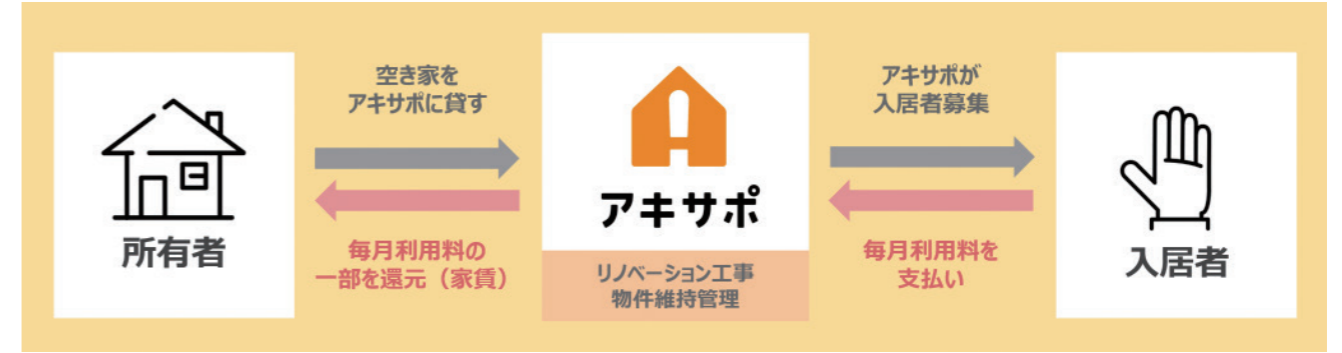 空き家を
アキサポに貸す
アキサポが
入居者募集
アキサポ
所有者
毎月利用料の
一部を還元（家賃）
リノベーション工事
物件維持管理
毎月利用料を
支払い
入居者